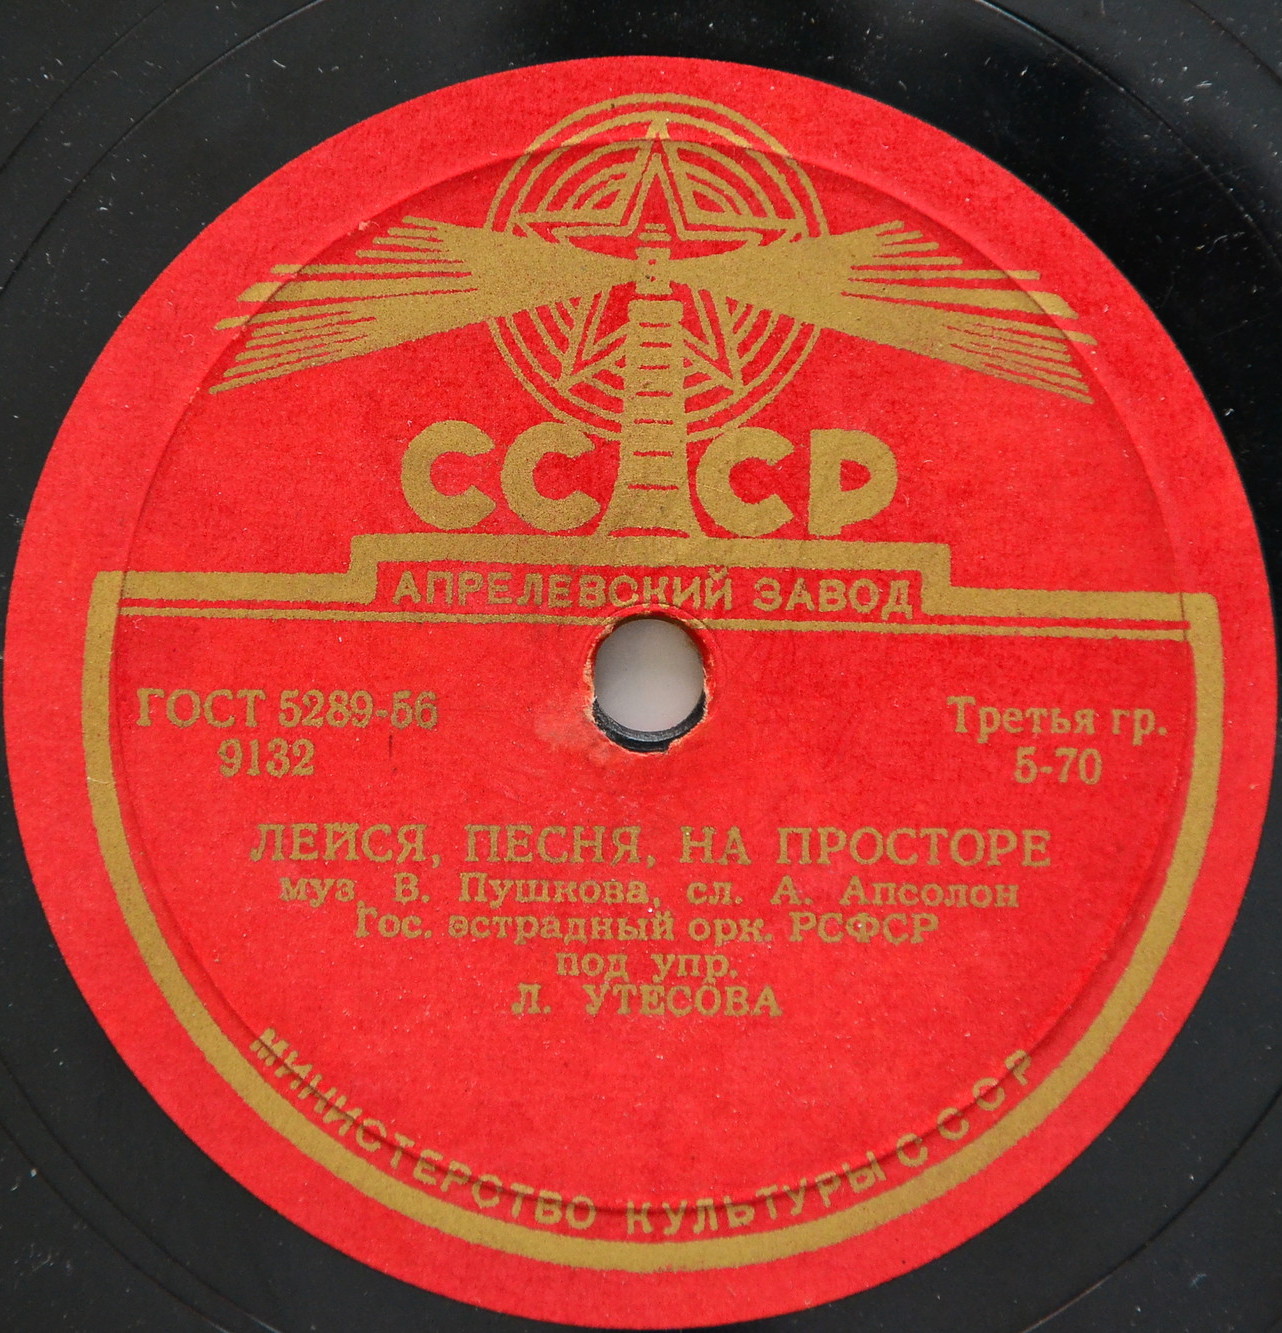 СССР
АПРЕЛЕВСКИЙ ЗАВОД
ГОСТ 5289-56
9132
Третья гр.
5-70
ЛЕЙСЯ, ПЕСНЯ, НА ПРОСТОРЕ
муз. В. Пушкова, сл. А. Апсолон
Гос. эстрадный орк. РСФСР
под упр.
Л. УТЕСОВА
МИНИСТЕРСТВО КУЛЬТУРЫ СССР